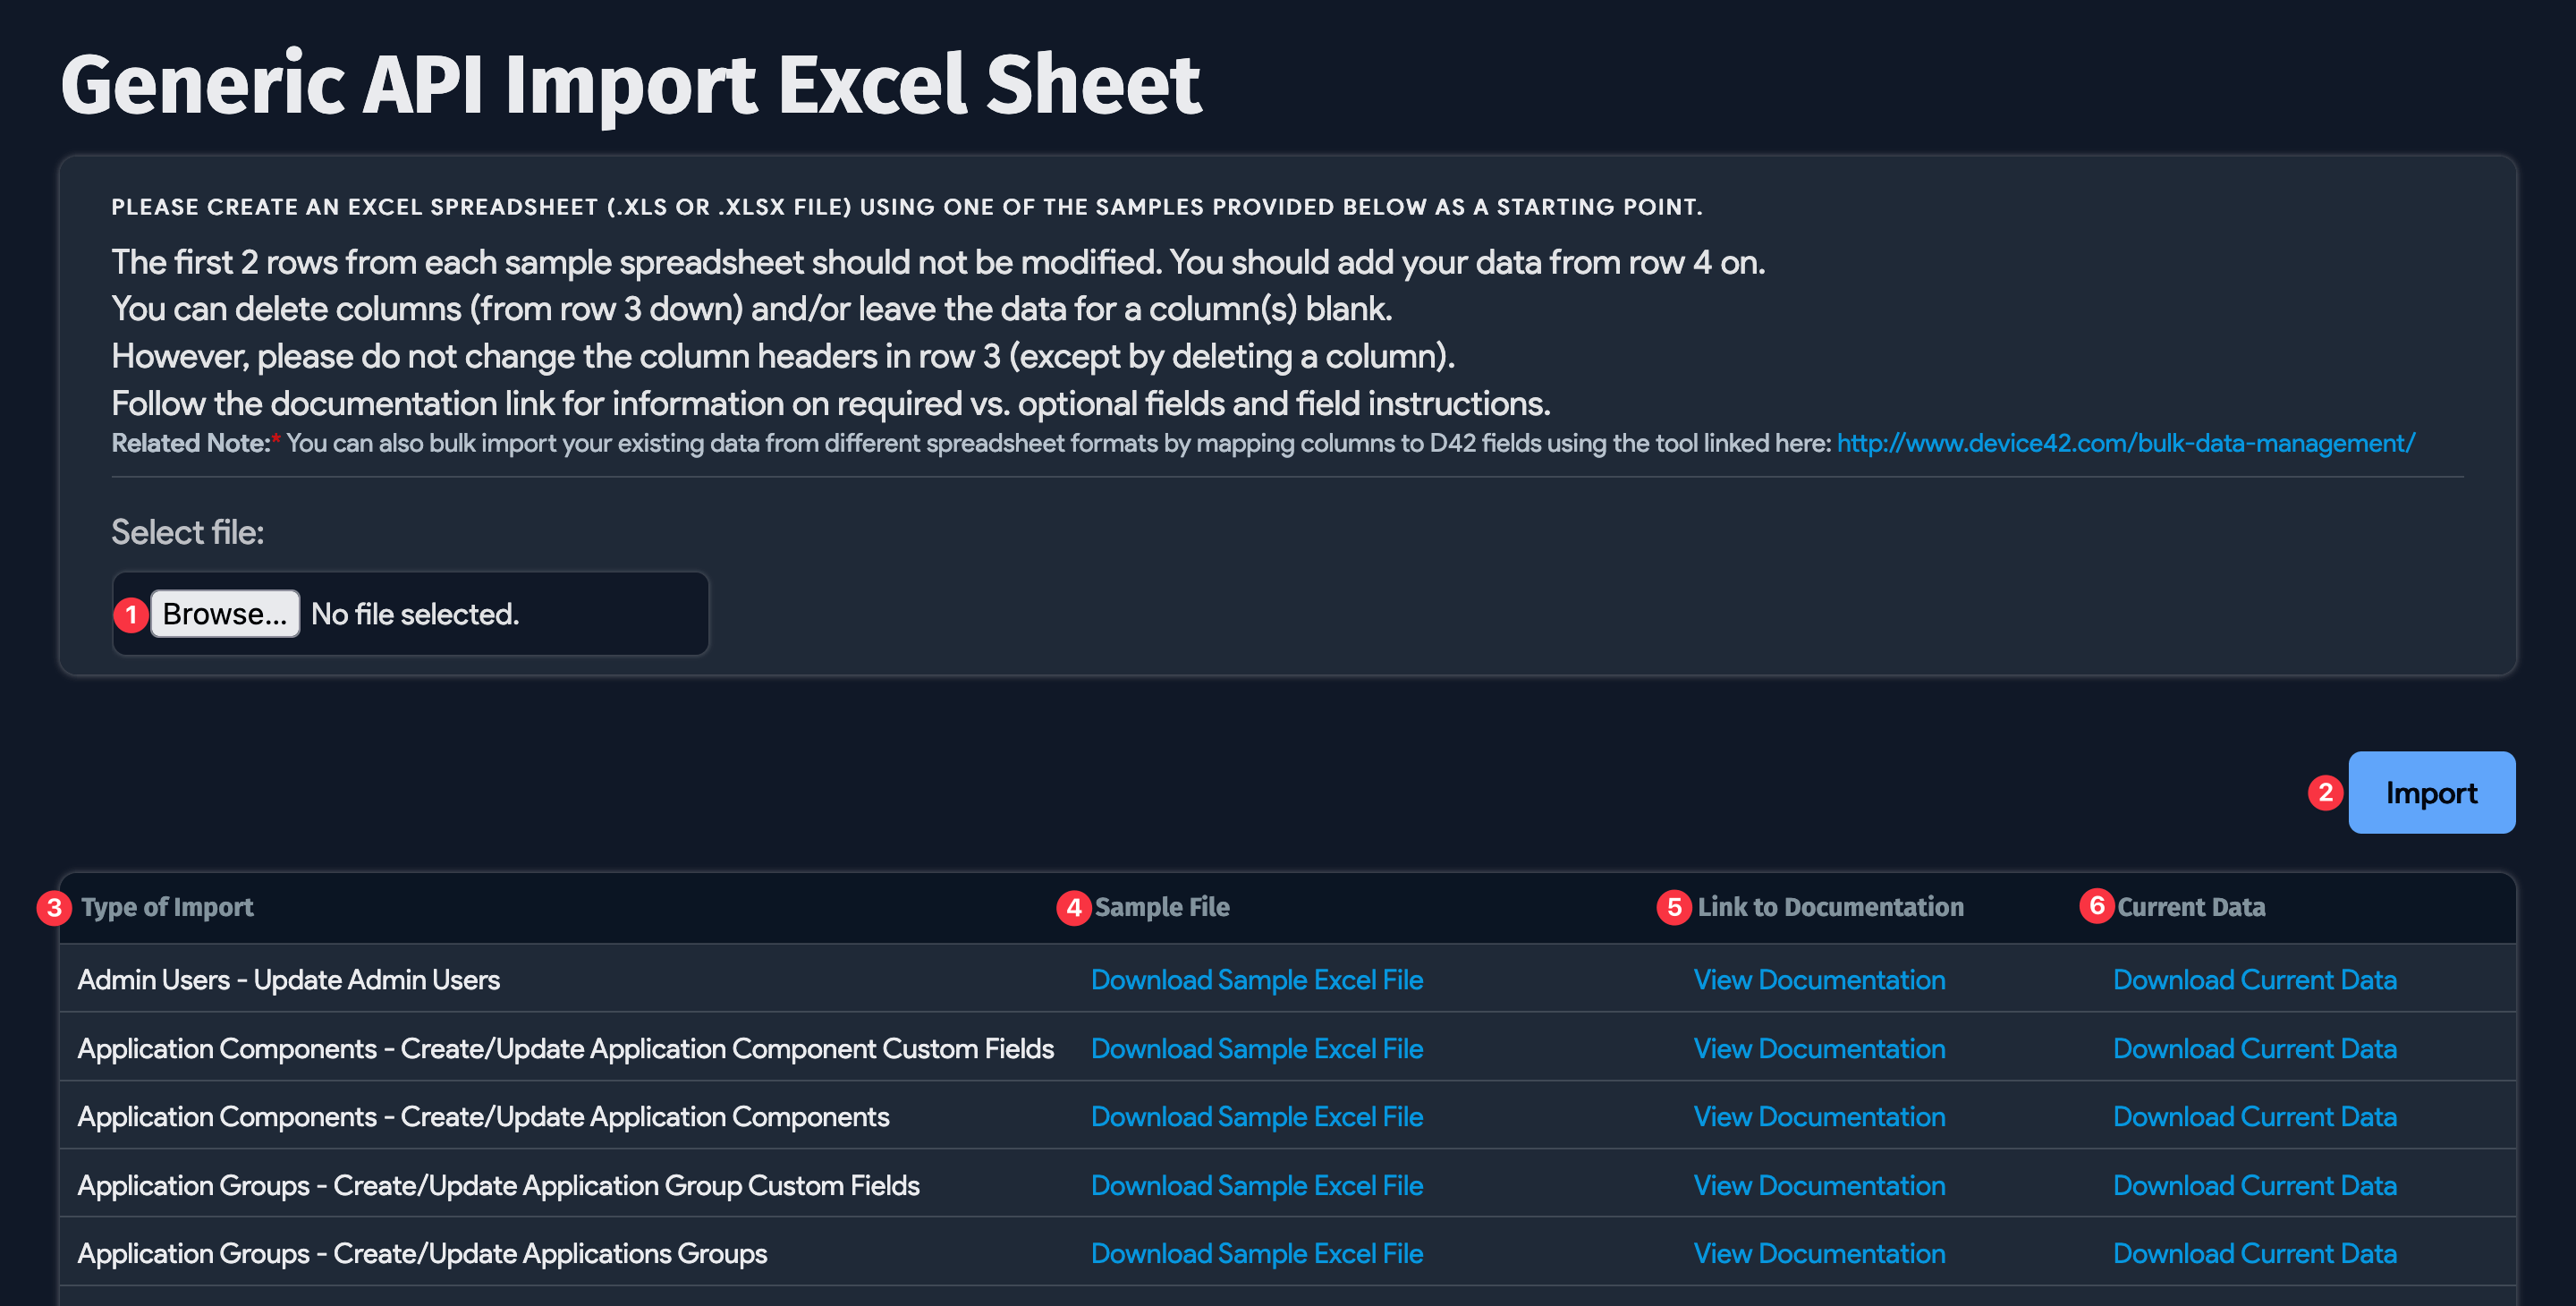 Generic API Import Excel Sheet
PLEASE CREATE AN EXCEL SPREADSHEET (.XLS OR .XLSX FILE) USING ONE OF THE SAMPLES PROVIDED BELOW AS A STARTING POINT.
The first 2 rows from each sample spreadsheet should not be modified. You should add your data from row 4 on.
You can delete columns (from row 3 down) and/or leave the data for a column(s) blank.
However, please do not change the column headers in row 3 (except by deleting a column).
Follow the documentation link for information on required vs. optional fields and field instructions.
Related Note:* You can also bulk import your existing data from different spreadsheet formats by mapping columns to D42 fields using the tool linked here: http://www.device42.com/bulk-data-management/
Select file:
1 Browse... No file selected.
2 Import
3 Type of Import 4 Sample File 5 Link to Documentation 6 Current Data
Admin Users - Update Admin Users Download Sample Excel File View Documentation Download Current Data
Application Components - Create/Update Application Component Custom Fields Download Sample Excel File View Documentation Download Current Data
Application Components - Create/Update Application Components Download Sample Excel File View Documentation Download Current Data
Application Groups - Create/Update Application Group Custom Fields Download Sample Excel File View Documentation Download Current Data
Application Groups - Create/Update Applications Groups Download Sample Excel File View Documentation Download Current Data